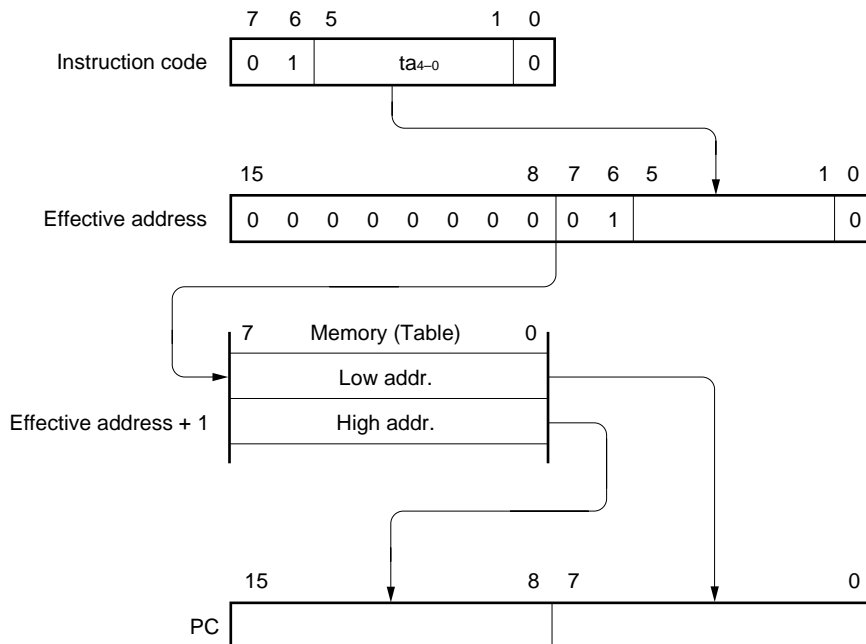 7 6 5 1 0
Instruction code 0 1 ta4–0 0
15 8 7 6 5 1 0
Effective address 0 0 0 0 0 0 0 0 0 1 0
7 Memory (Table) 0
Low addr.
Effective address + 1 High addr.
15 8 7 0
PC